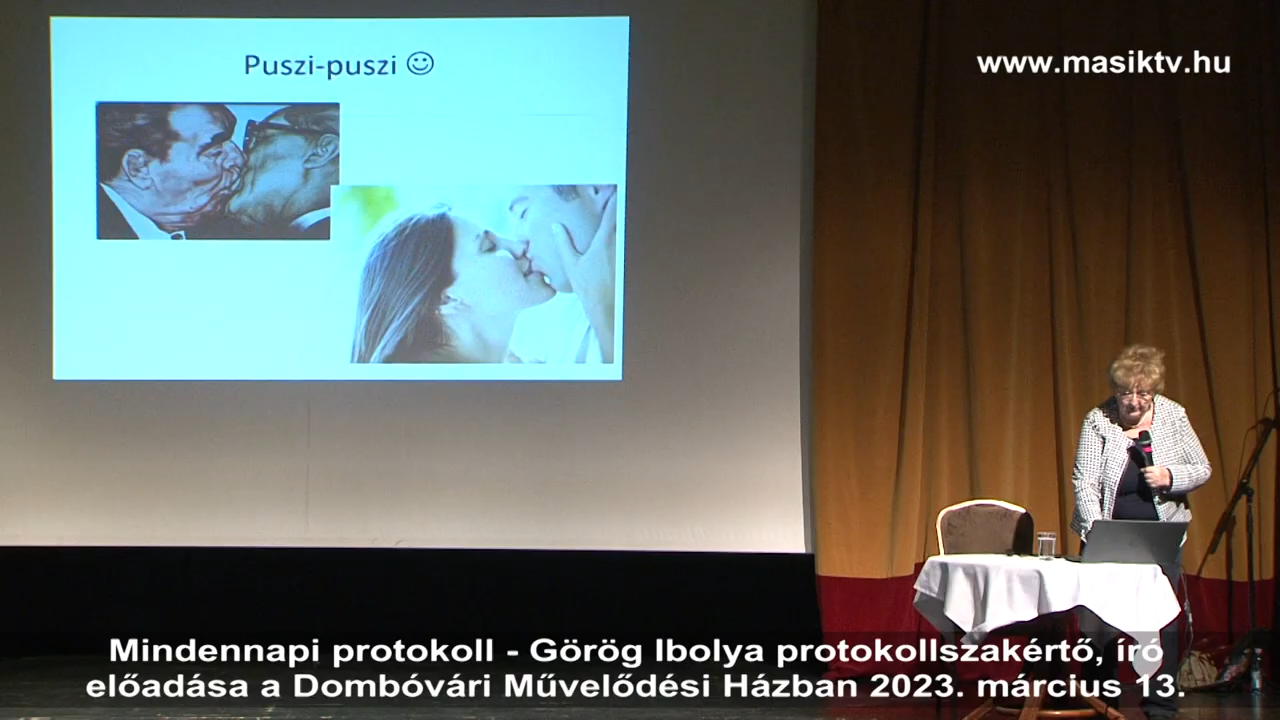 Puszi-puszi ☺
www.masiktv.hu
Mindennapi protokoll - Görög Ibolya protokollszakértő, író
előadása a Dombóvári Művelődési Házban 2023. március 13.